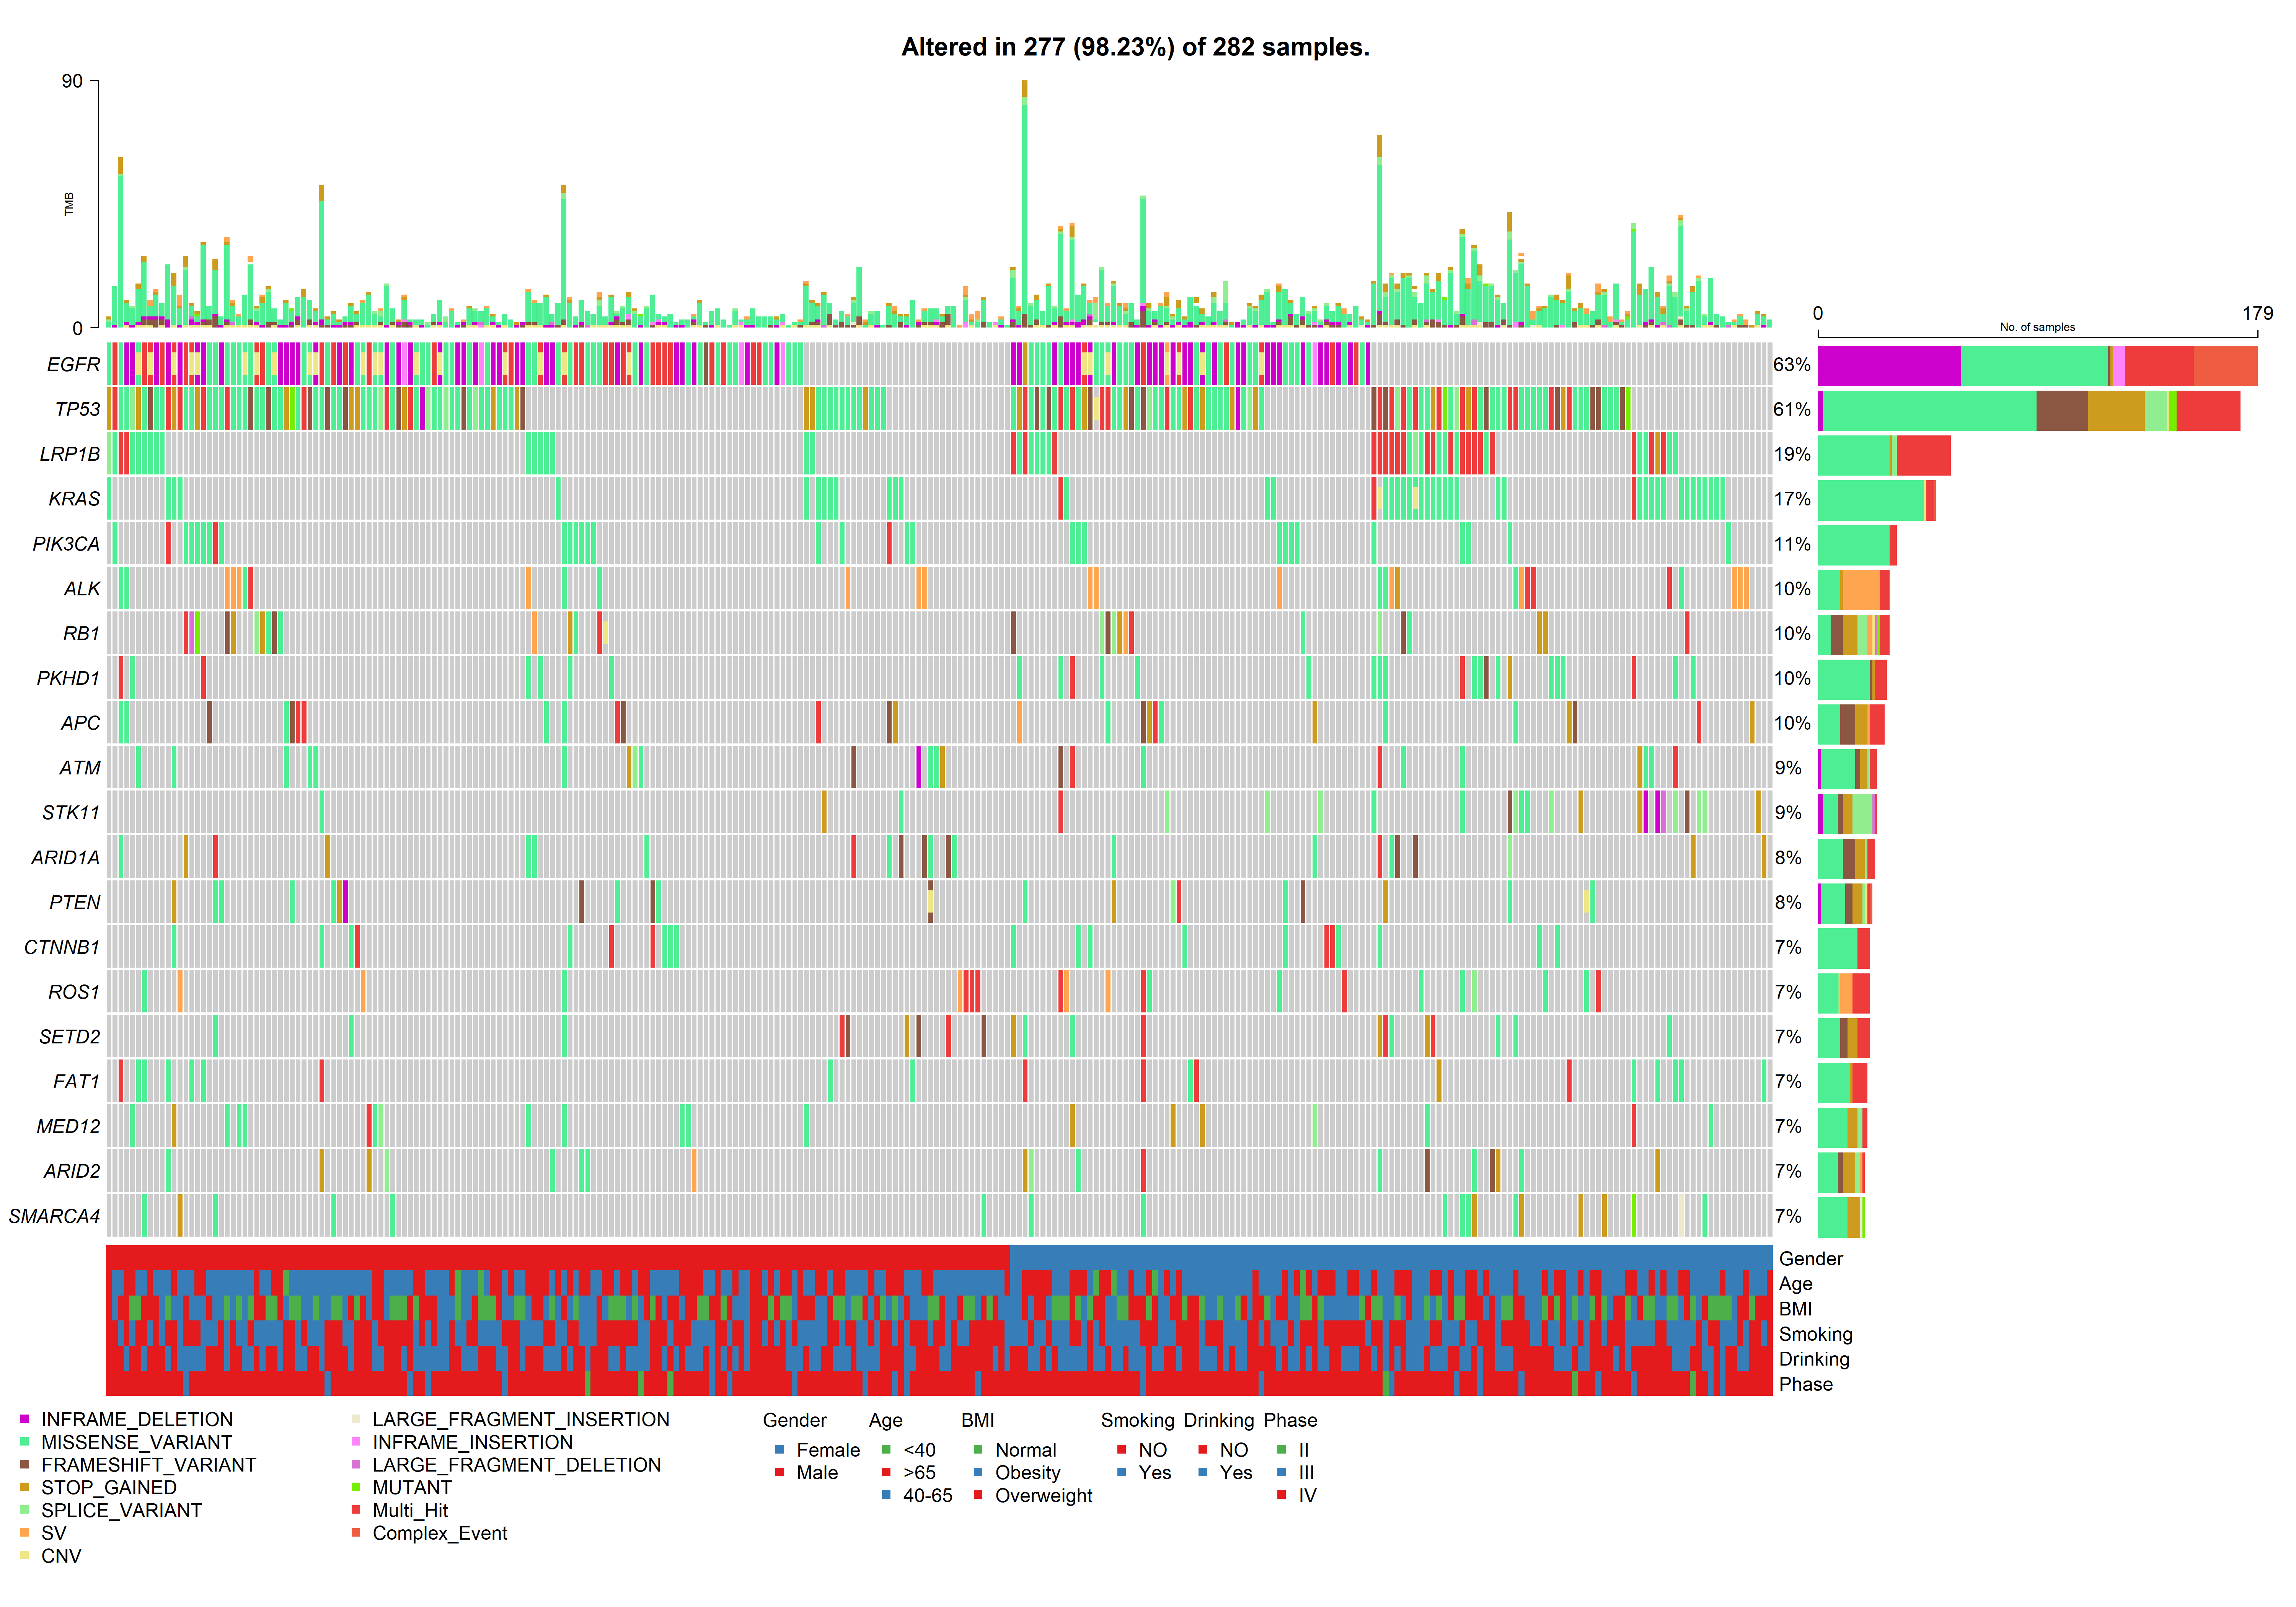 Altered in 277 (98.23%) of 282 samples.
90
TMB
0
0 179
No. of samples
EGFR 63%
TP53 61%
LRP1B 19%
KRAS 17%
PIK3CA 11%
ALK 10%
RB1 10%
PKHD1 10%
APC 10%
ATM 9%
STK11 9%
ARID1A 8%
PTEN 8%
CTNNB1 7%
ROS1 7%
SETD2 7%
FAT1 7%
MED12 7%
ARID2 7%
SMARCA4 7%
Gender
Age
BMI
Smoking
Drinking
Phase
INFRAME_DELETION
MISSENSE_VARIANT
FRAMESHIFT_VARIANT
STOP_GAINED
SPLICE_VARIANT
SV
CNV
LARGE_FRAGMENT_INSERTION
INFRAME_INSERTION
LARGE_FRAGMENT_DELETION
MUTANT
Multi_Hit
Complex_Event
Gender
Female
Male
Age
<40
>65
40-65
BMI
Normal
Obesity
Overweight
Smoking
NO
Yes
Drinking
NO
Yes
Phase
II
III
IV